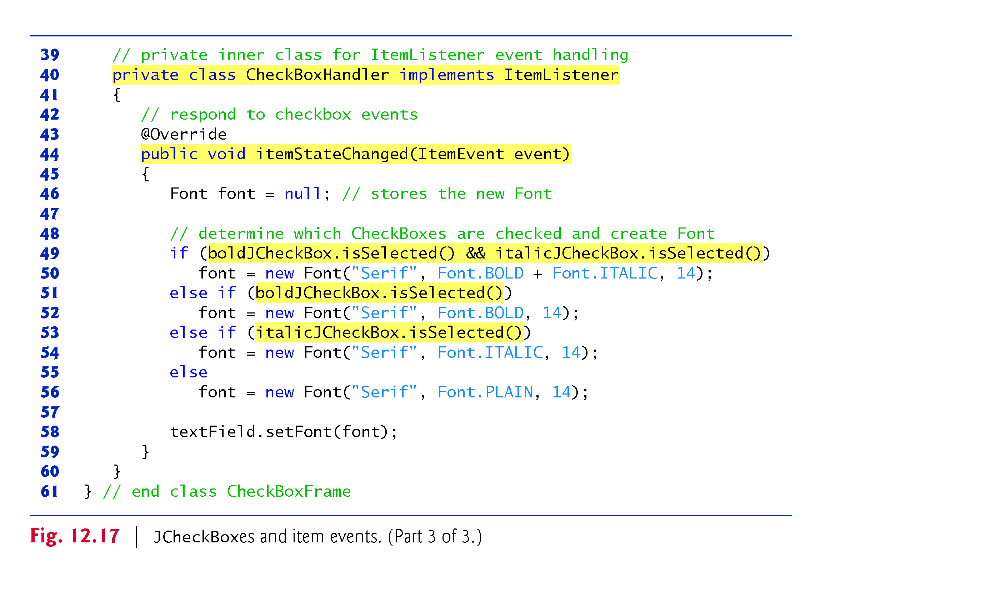 39 // private inner class for ItemListener event handling
40 private class CheckBoxHandler implements ItemListener
41 {
42 // respond to checkbox events
43 @Override
44 public void itemStateChanged(ItemEvent event)
45 {
46 Font font = null; // stores the new Font
47
48 // determine which CheckBoxes are checked and create Font
49 if (boldJCheckBox.isSelected() && italicJCheckBox.isSelected())
50 font = new Font("Serif", Font.BOLD + Font.ITALIC, 14);
51 else if (boldJCheckBox.isSelected())
52 font = new Font("Serif", Font.BOLD, 14);
53 else if (italicJCheckBox.isSelected())
54 font = new Font("Serif", Font.ITALIC, 14);
55 else
56 font = new Font("Serif", Font.PLAIN, 14);
57
58 textField.setFont(font);
59 }
60 }
61 } // end class CheckBoxFrame
Fig. 12.17 | JCheckBoxes and item events. (Part 3 of 3.)